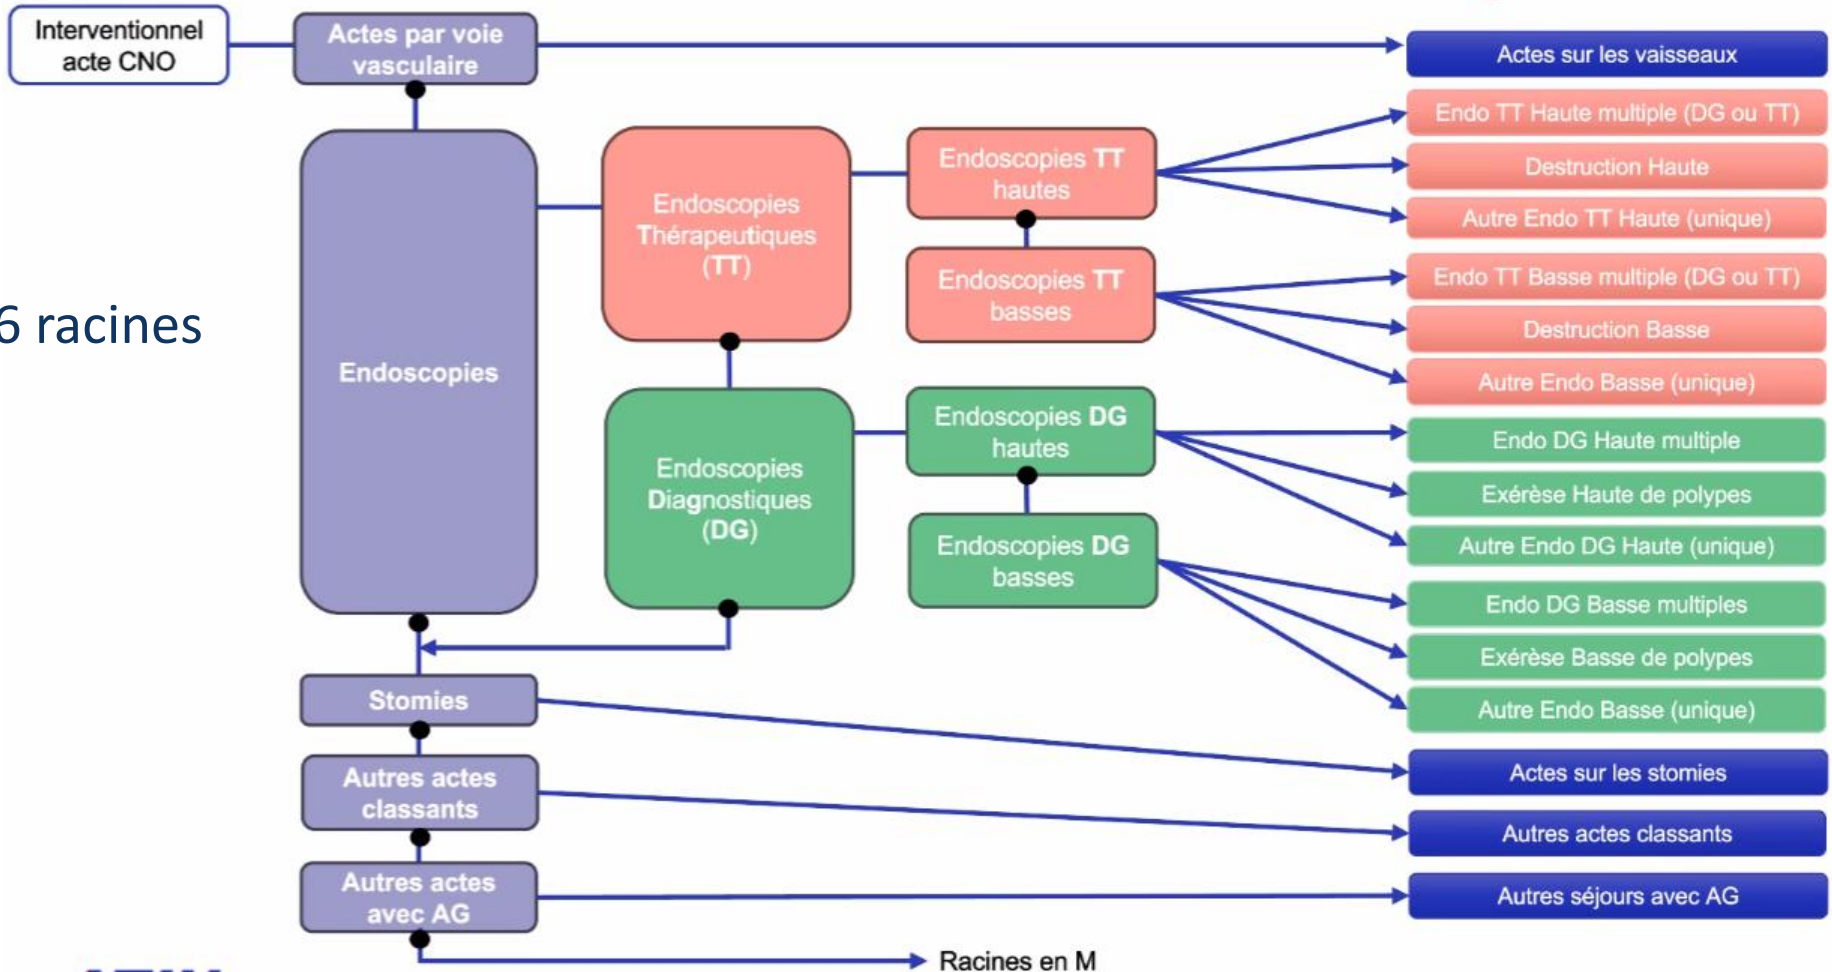 Interventionnel
acte CNO
Actes par voie
vasculaire
Actes sur les vaisseaux
Endoscopies
Endoscopies
Thérapeutiques
(TT)
Endoscopies TT
hautes
Endo TT Haute multiple (DG ou TT)
Destruction Haute
Autre Endo TT Haute (unique)
Endoscopies TT
basses
Endo TT Basse multiple (DG ou TT)
Destruction Basse
Autre Endo Basse (unique)
6 racines
Endoscopies
Diagnostiques
(DG)
Endoscopies DG
hautes
Endo DG Haute multiple
Exérèse Haute de polypes
Autre Endo DG Haute (unique)
Endoscopies DG
basses
Endo DG Basse multiples
Exérèse Basse de polypes
Autre Endo Basse (unique)
Stomies
Actes sur les stomies
Autres actes
classants
Autres actes classants
Autres actes
avec AG
Autres séjours avec AG
Racines en M